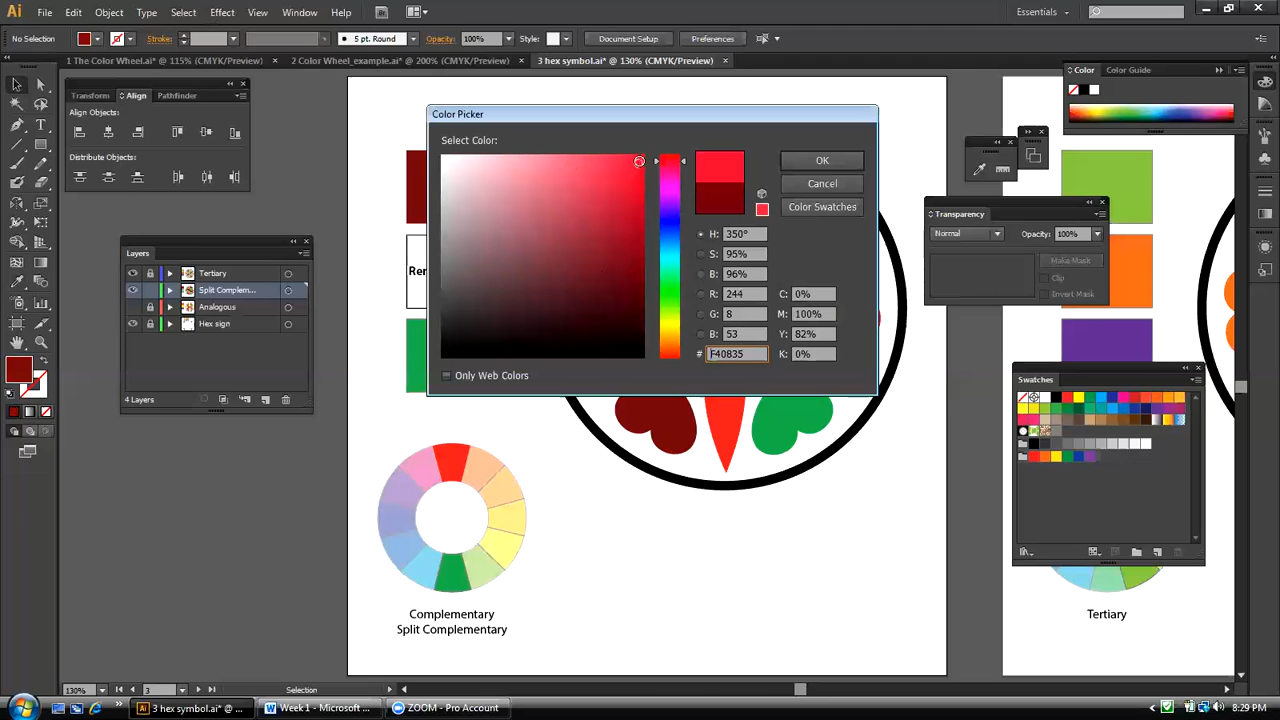 Ai File Edit Object Type Select Effect View Window Help Br Essentials
No Selection Stroke: 5 pt. Round Opacity: 100% Style: Document Setup Preferences
1 The Color Wheel.ai* @ 115% (CMYK/Preview) × 2 Color Wheel_example.ai* @ 200% (CMYK/Preview) × 3 hex symbol.ai* @ 130% (CMYK/Preview) ×
Transform Align Pathfinder
Align Objects:
Distribute Objects:
Color Color Guide
Color Picker
Select Color:
OK
Cancel
Color Swatches
H: 350°
S: 95%
B: 96%
R: 244 C: 0%
G: 8 M: 100%
B: 53 Y: 82%
# F40835 K: 0%
Only Web Colors
Transparency
Normal Opacity: 100%
Make Mask
Clip
Invert Mask
Layers
Tertiary
Split Complem...
Analogous
Hex sign
4 Layers
Swatches
Complementary
Split Complementary
Tertiary
130% 3 Selection
3 hex symbol.ai* @ ... Week 1 - Microsoft ... ZOOM - Pro Account 8:29 PM